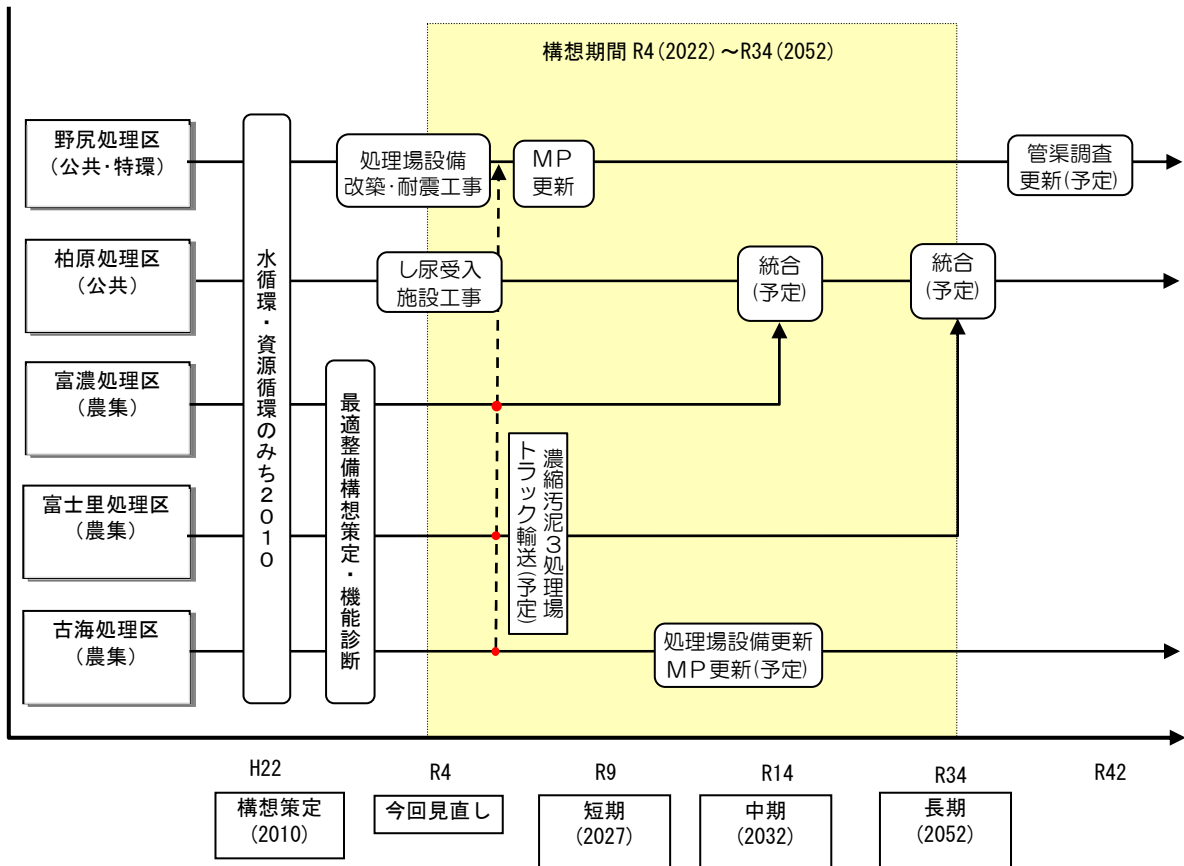 構想期間 R4(2022)～R34(2052)
野尻処理区
(公共･特環)
処理場設備
改築･耐震工事
ＭＰ
更新
管渠調査
更新(予定)
柏原処理区
(公共)
し尿受入
施設工事
統合
(予定)
統合
(予定)
水循環・資源循環のみち２０１０
富濃処理区
(農集)
最適整備構想策定・機能診断
濃縮汚泥３処理場
トラック輸送(予定)
富士里処理区
(農集)
古海処理区
(農集)
処理場設備更新
ＭＰ更新(予定)
H22
R4
R9
R14
R34
R42
構想策定
(2010)
今回見直し
短期
(2027)
中期
(2032)
長期
(2052)